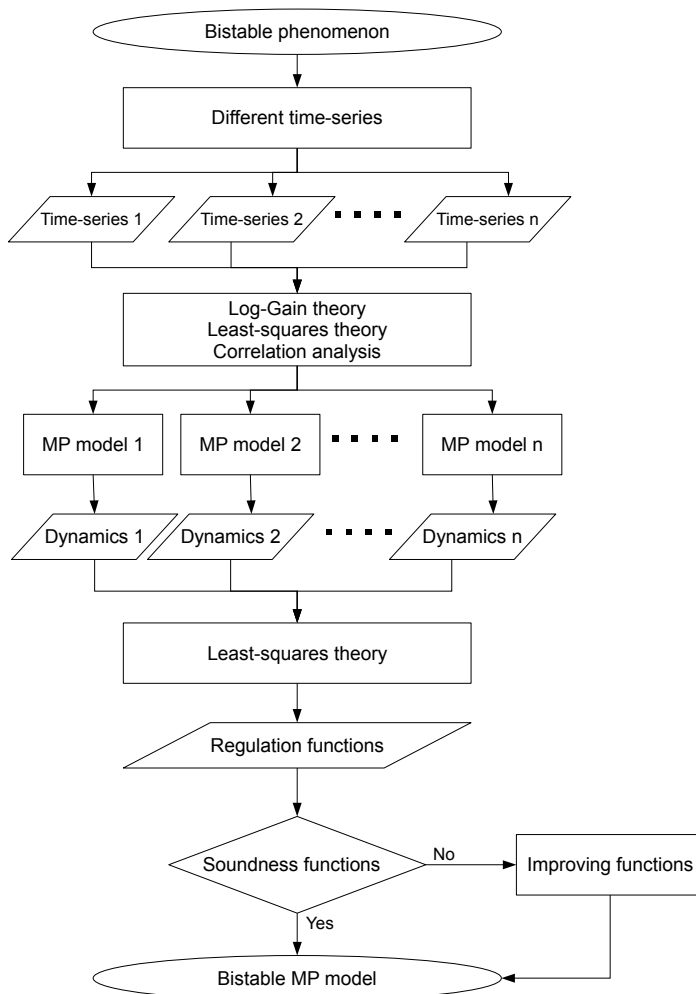 Bistable phenomenon
Different time-series
Time-series 1
Time-series 2
Time-series n
Log-Gain theory
Least-squares theory
Correlation analysis
MP model 1
MP model 2
MP model n
Dynamics 1
Dynamics 2
Dynamics n
Least-squares theory
Regulation functions
Soundness functions
No
Improving functions
Yes
Bistable MP model